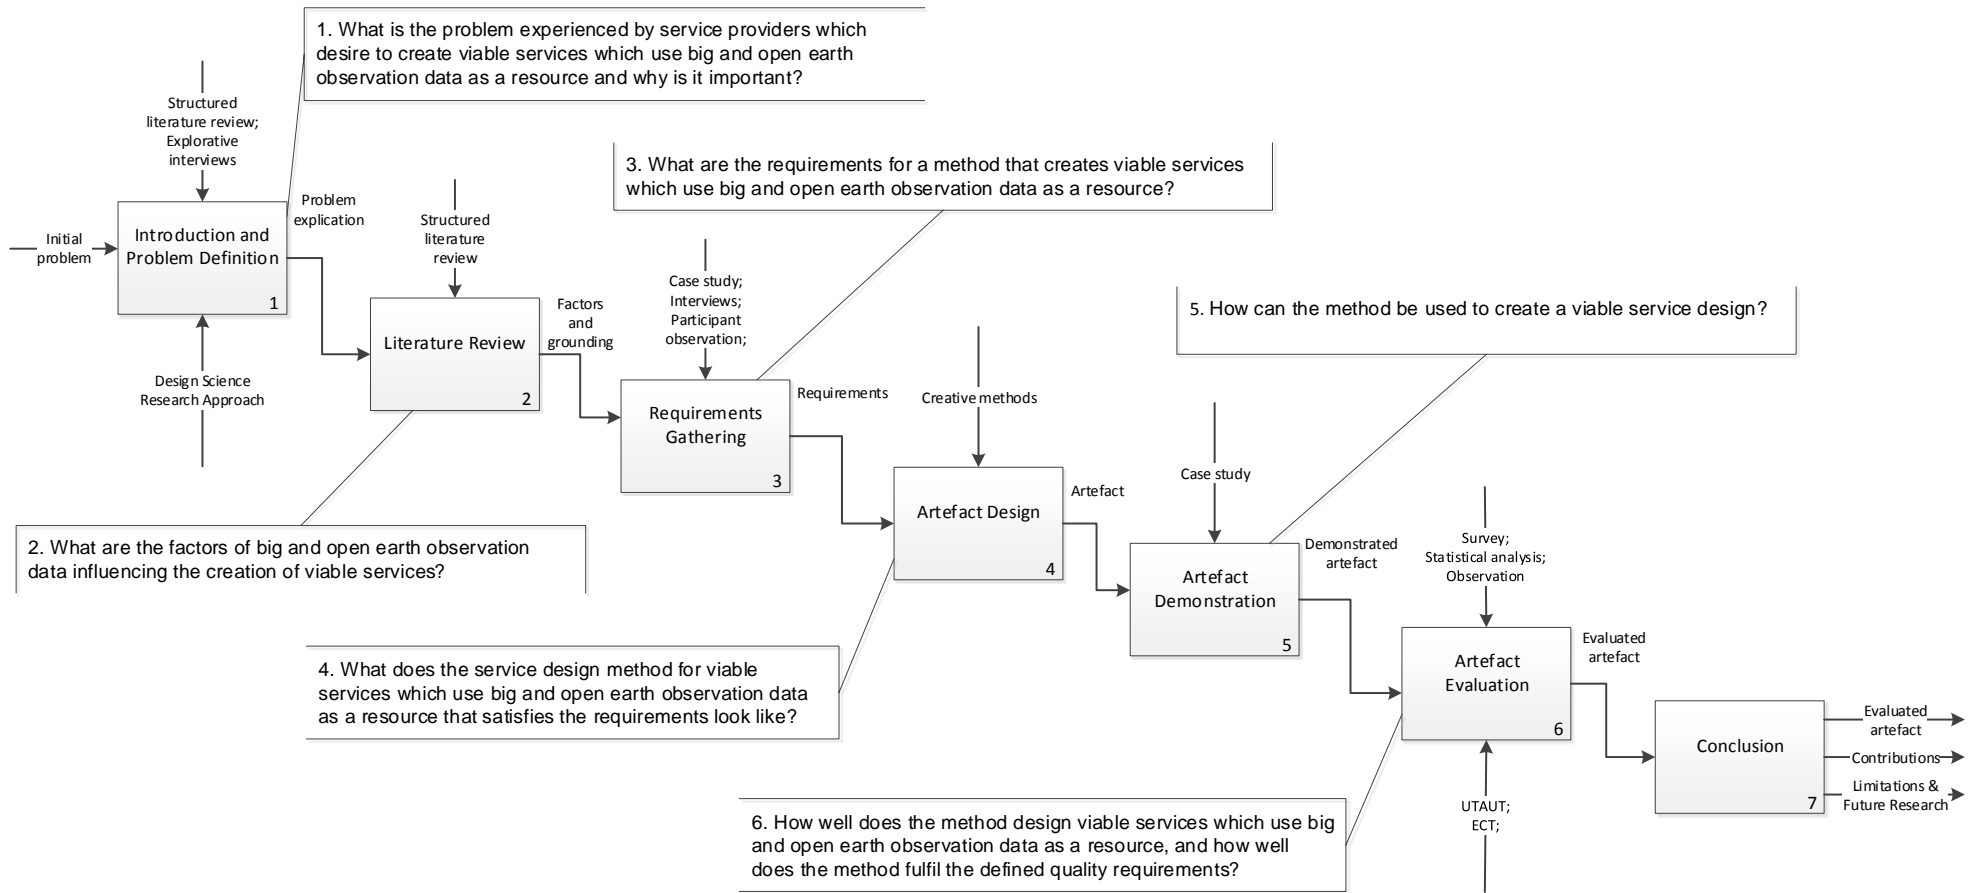 1. What is the problem experienced by service providers which
desire to create viable services which use big and open earth
observation data as a resource and why is it important?
Structured
literature review;
Explorative
interviews
Initial
problem
Introduction and
Problem Definition
1
Problem
explication
Design Science
Research Approach
Structured
literature
review
Literature Review
2
Factors
and
grounding
2. What are the factors of big and open earth observation
data influencing the creation of viable services?
3. What are the requirements for a method that creates viable services
which use big and open earth observation data as a resource?
Case study;
Interviews;
Participant
observation;
Requirements
Gathering
3
Requirements
Creative methods
Artefact Design
4
Artefact
4. What does the service design method for viable
services which use big and open earth observation data
as a resource that satisfies the requirements look like?
5. How can the method be used to create a viable service design?
Case study
Artefact
Demonstration
5
Demonstrated
artefact
Survey;
Statistical analysis;
Observation
Artefact
Evaluation
6
Evaluated
artefact
UTAUT;
ECT;
6. How well does the method design viable services which use big
and open earth observation data as a resource, and how well
does the method fulfil the defined quality requirements?
Conclusion
7
Evaluated
artefact
Contributions
Limitations &
Future Research